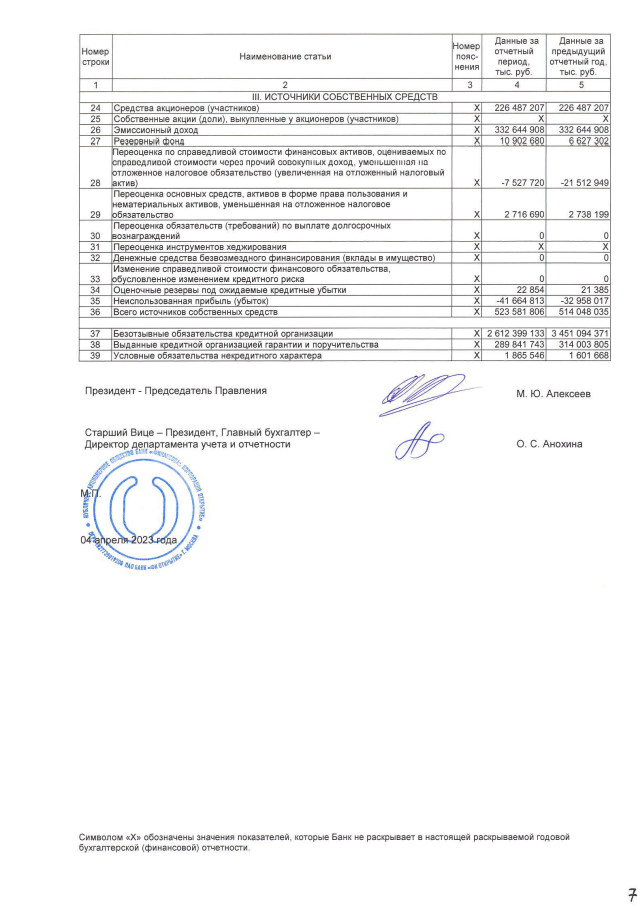 Номер строки Наименование статьи Номер пояс-нения Данные за отчетный период, тыс. руб. Данные за предыдущий отчетный год, тыс. руб.
1 2 3 4 5
III. ИСТОЧНИКИ СОБСТВЕННЫХ СРЕДСТВ
24 Средства акционеров (участников) X 226 487 207 226 487 207
25 Собственные акции (доли), выкупленные у акционеров (участников) X X X
26 Эмиссионный доход X 332 644 908 332 644 908
27 Резервный фонд X 10 902 680 6 627 302
Переоценка по справедливой стоимости финансовых активов, оцениваемых по
справедливой стоимости через прочий совокупный доход, уменьшенная на
отложенное налоговое обязательство (увеличенная на отложенный налоговый
28 актив) X -7 527 720 -21 512 949
Переоценка основных средств, активов в форме права пользования и
нематериальных активов, уменьшенная на отложенное налоговое
29 обязательство X 2 716 690 2 738 199
Переоценка обязательств (требований) по выплате долгосрочных
30 вознаграждений X 0 0
31 Переоценка инструментов хеджирования X X X
32 Денежные средства безвозмездного финансирования (вклады в имущество) X 0 0
Изменение справедливой стоимости финансового обязательства,
33 обусловленное изменением кредитного риска X 0 0
34 Оценочные резервы под ожидаемые кредитные убытки X 22 854 21 385
35 Неиспользованная прибыль (убыток) X -41 664 813 -32 958 017
36 Всего источников собственных средств X 523 581 806 514 048 035
37 Безотзывные обязательства кредитной организации X 2 612 399 133 3 451 094 371
38 Выданные кредитной организацией гарантии и поручительства X 289 841 743 314 003 805
39 Условные обязательства некредитного характера X 1 865 546 1 601 668
Президент - Председатель Правления М. Ю. Алексеев
Старший Вице – Президент, Главный бухгалтер –
Директор департамента учета и отчетности О. С. Анохина
М.П.
04 апреля 2023 года
Символом «X» обозначены значения показателей, которые Банк не раскрывает в настоящей раскрываемой годовой
бухгалтерской (финансовой) отчетности.
7